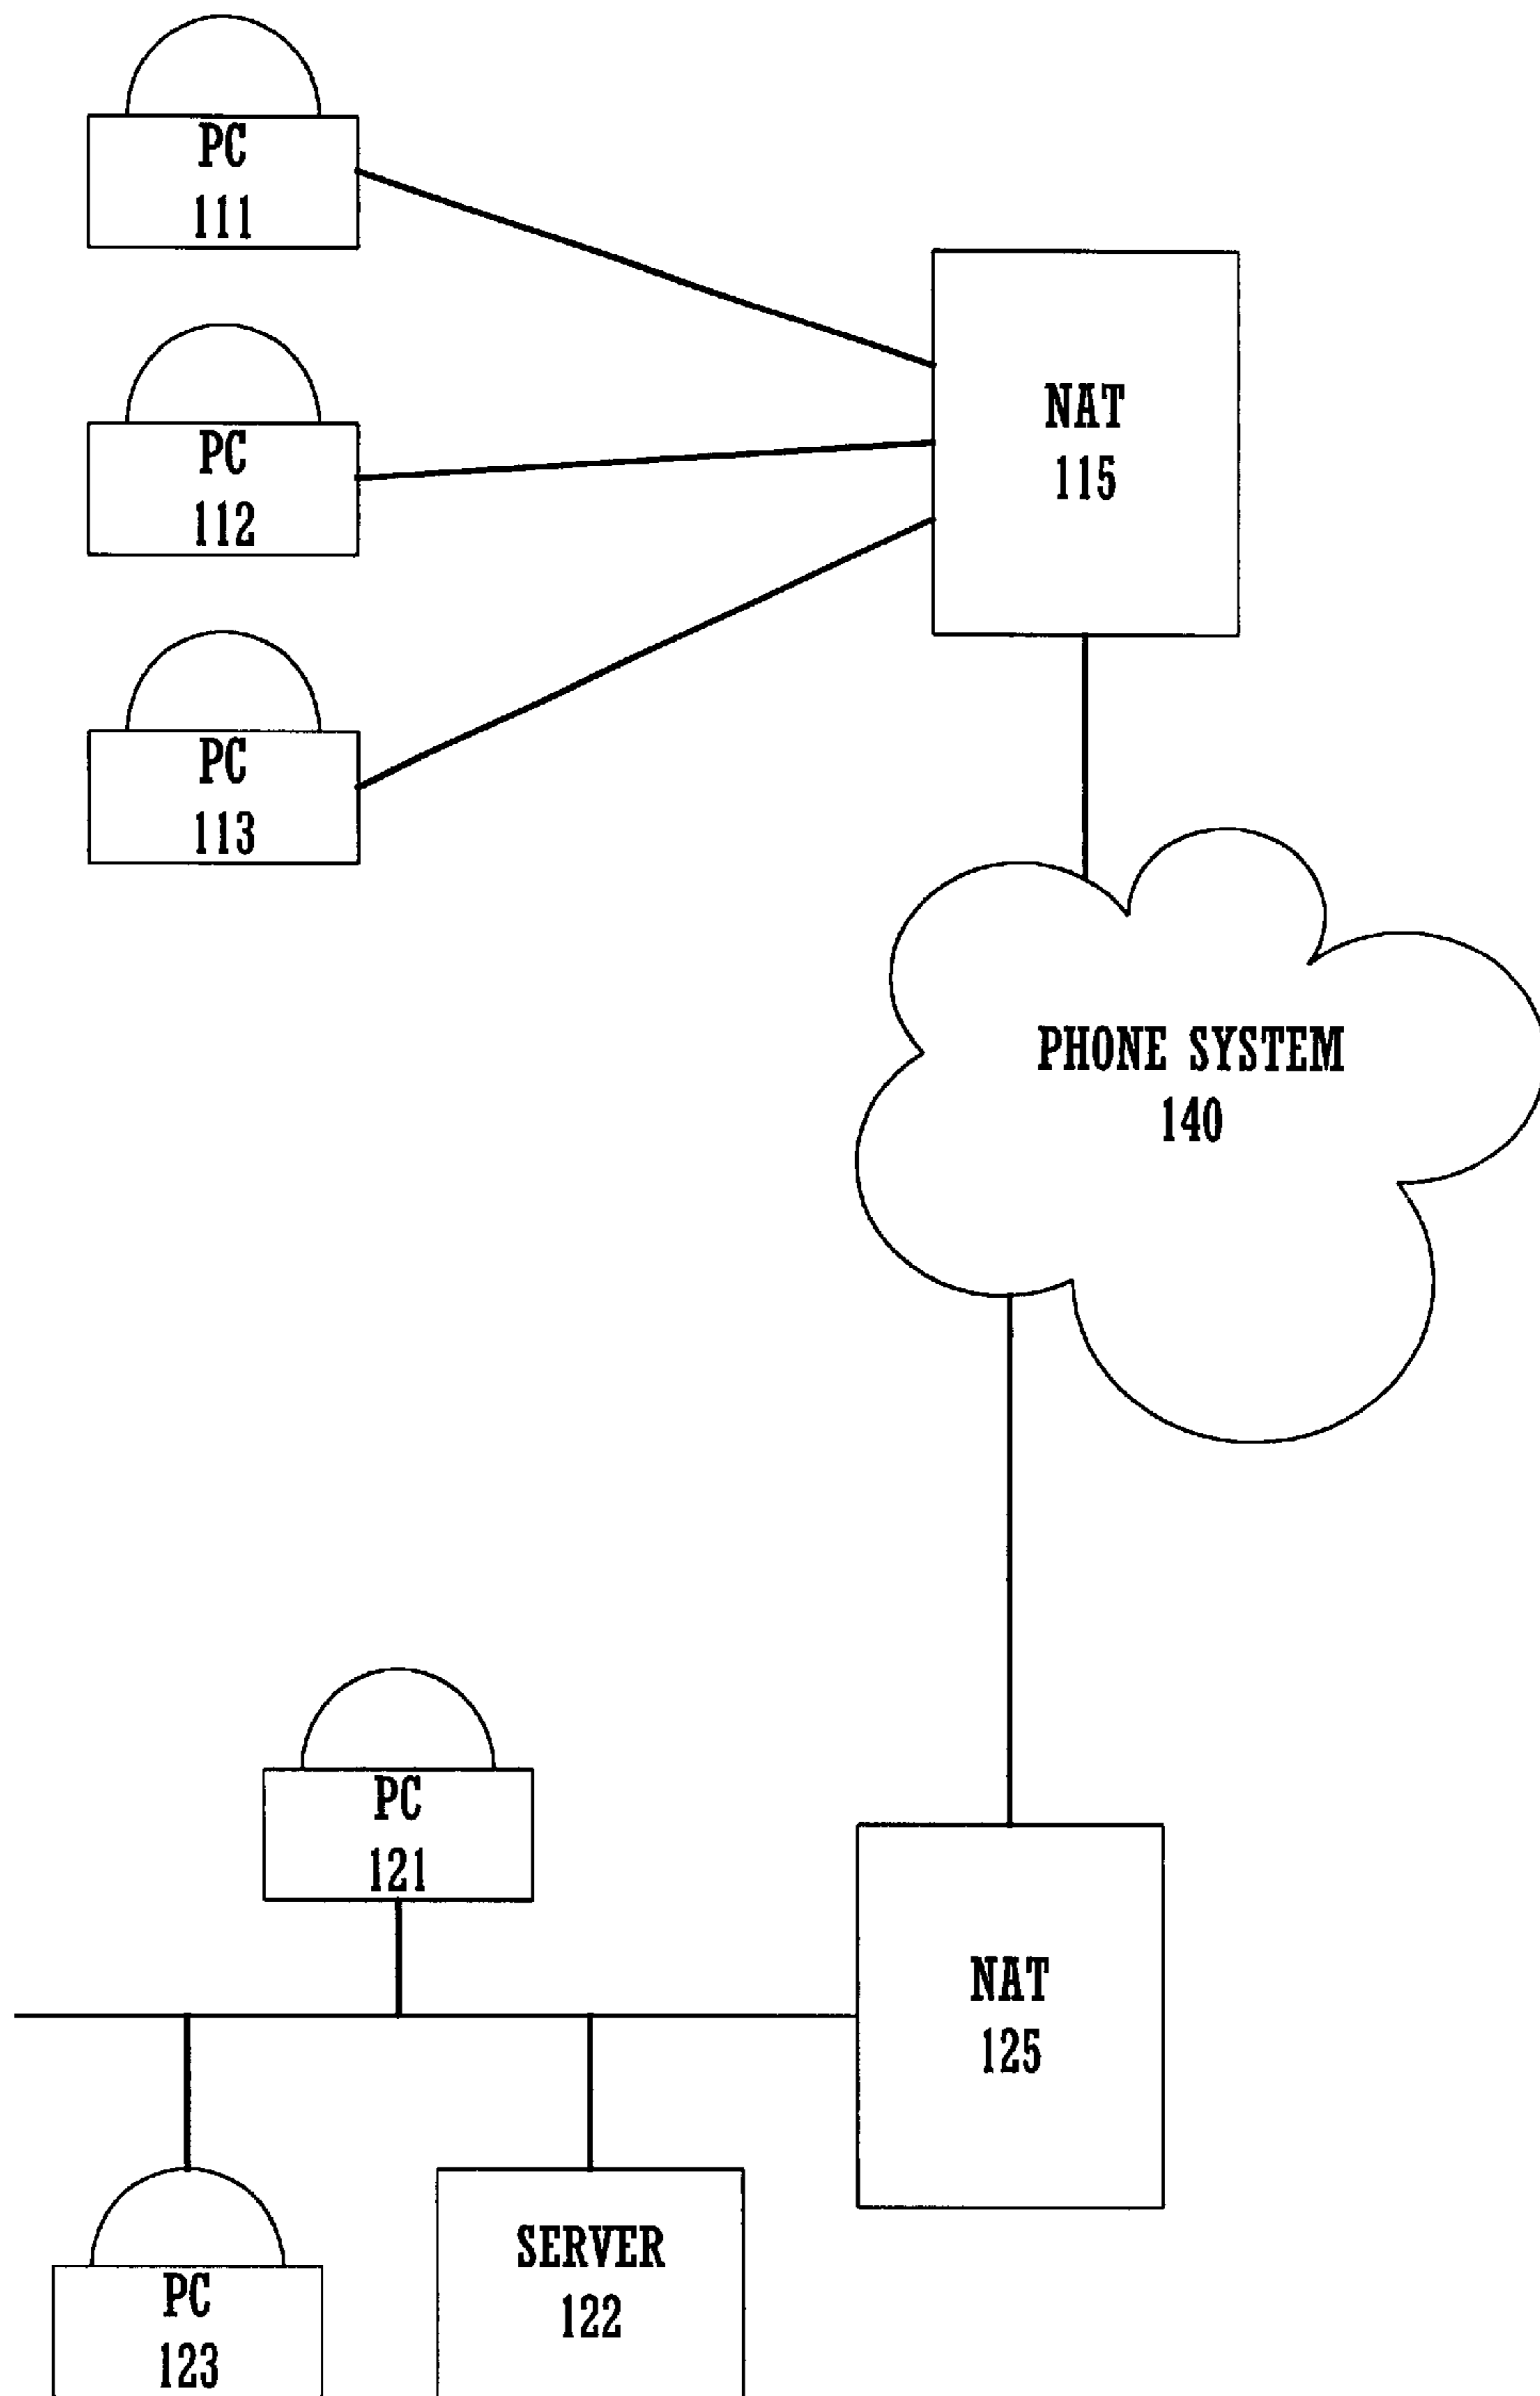 PC
111
PC
112
NAT
115
PC
113
PHONE SYSTEM
140
PC
121
NAT
125
SERVER
122
PC
123